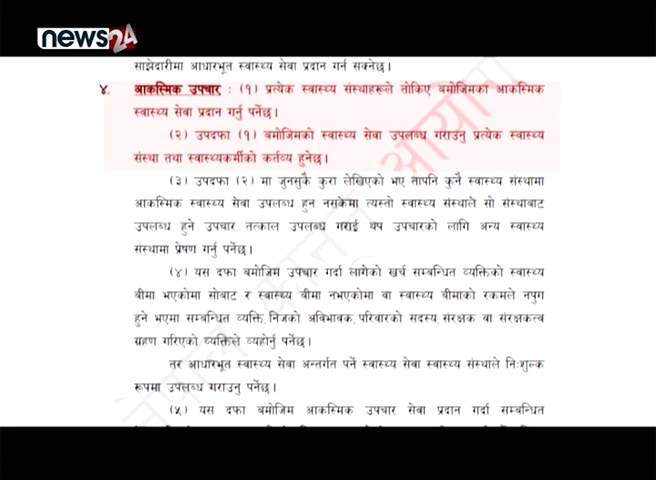 news24
साझेदारीमा आधारभूत स्वास्थ्य सेवा प्रदान गर्न सक्नेछ।
४. आकस्मिक उपचार : (१) प्रत्येक स्वास्थ्य संस्थाहरूले तोकिए बमोजिमका आकस्मिक
स्वास्थ्य सेवा प्रदान गर्नु पर्नेछ।
(२) उपदफा (१) बमोजिमको स्वास्थ्य सेवा उपलब्ध गराउनु प्रत्येक स्वास्थ्य
संस्था तथा स्वास्थ्यकर्मीको कर्तव्य हुनेछ।
(३) उपदफा (२) मा जुनसुकै कुरा लेखिएको भए तापनि कुनै स्वास्थ्य संस्थामा
आकस्मिक स्वास्थ्य सेवा उपलब्ध हुन नसकेमा त्यस्तो स्वास्थ्य संस्थाले सो संस्थाबाट
उपलब्ध हुने उपचार तत्काल उपलब्ध गराई थप उपचारको लागि अन्य स्वास्थ्य
संस्थामा प्रेषण गर्नु पर्नेछ।
(४) यस दफा बमोजिम उपचार गर्दा लागेको खर्च सम्बन्धित व्यक्तिको स्वास्थ्य
बीमा भएकोमा सोबाट र स्वास्थ्य बीमा नभएकोमा वा स्वास्थ्य बीमाको रकमले नपुग
हुने भएमा सम्बन्धित व्यक्ति, निजको अविभावक, परिवारको सदस्य, संरक्षक वा संरक्षकत्व
ग्रहण गरिएको व्यक्तिले व्यहोर्नु पर्नेछ।
तर आधारभूत स्वास्थ्य सेवा अन्तर्गत पर्ने स्वास्थ्य सेवा स्वास्थ्य संस्थाले निःशुल्क
रूपमा उपलब्ध गराउनु पर्नेछ।
(५) यस दफा बमोजिम आकस्मिक उपचार सेवा प्रदान गर्दा सम्बन्धित
नेपाल कानून आयोग